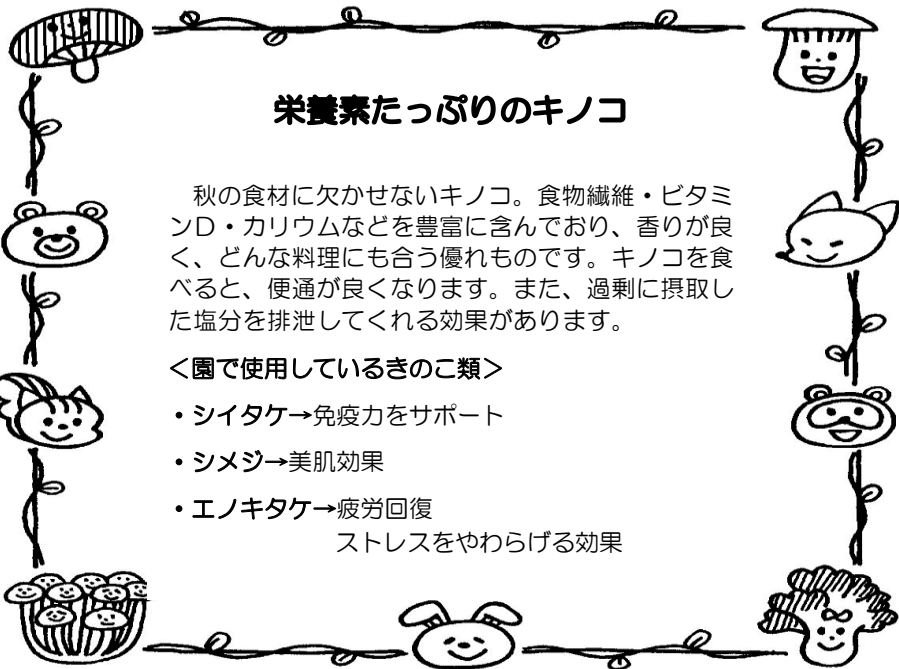 栄養素たっぷりのキノコ
秋の食材に欠かせないキノコ。食物繊維・ビタミ
ンD・カリウムなどを豊富に含んでおり、香りが良
く、どんな料理にも合う優れものです。キノコを食
べると、便通が良くなります。また、過剰に摂取し
た塩分を排泄してくれる効果があります。
＜園で使用しているきのこ類＞
・シイタケ→免疫力をサポート
・シメジ→美肌効果
・エノキタケ→疲労回復
ストレスをやわらげる効果